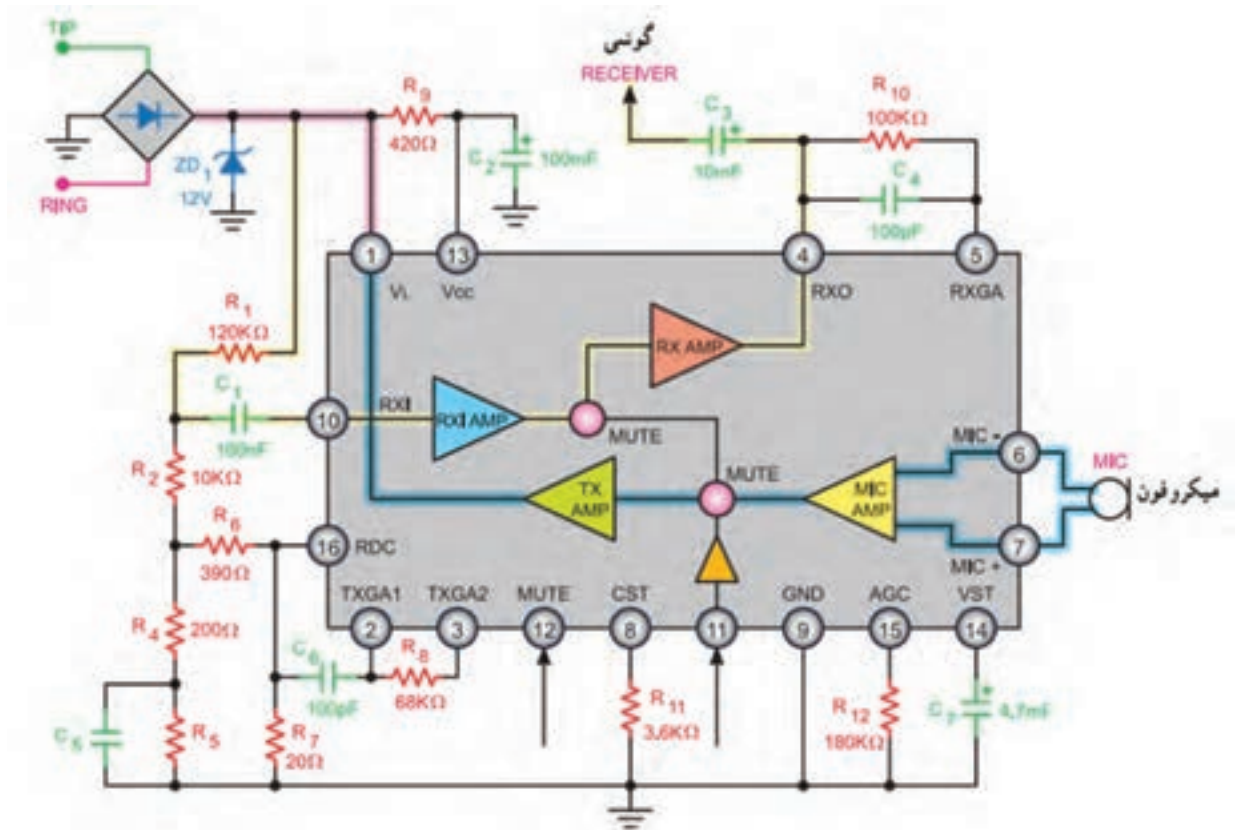 TIP
گوشی
RECEIVER
R9
420Ω
C3
10mF
R10
100KΩ
C2
100mF
C4
100pF
ZD1
12V
RING
1
13
4
5
VL
Vcc
RXO
RXGA
R1
120KΩ
RX AMP
C1
100nF
10
RXI
RXI AMP
MUTE
MIC -
6
MIC
R2
10KΩ
MUTE
TX
AMP
MIC
AMP
میکروفون
R6
390Ω
16
RDC
7
MIC +
TXGA1
TXGA2
MUTE
CST
GND
AGC
VST
2
3
12
8
11
9
15
14
R4
200Ω
C6
100pF
R8
68KΩ
R11
3,6KΩ
R12
180KΩ
C7
4,7mF
C5
R5
R7
20Ω